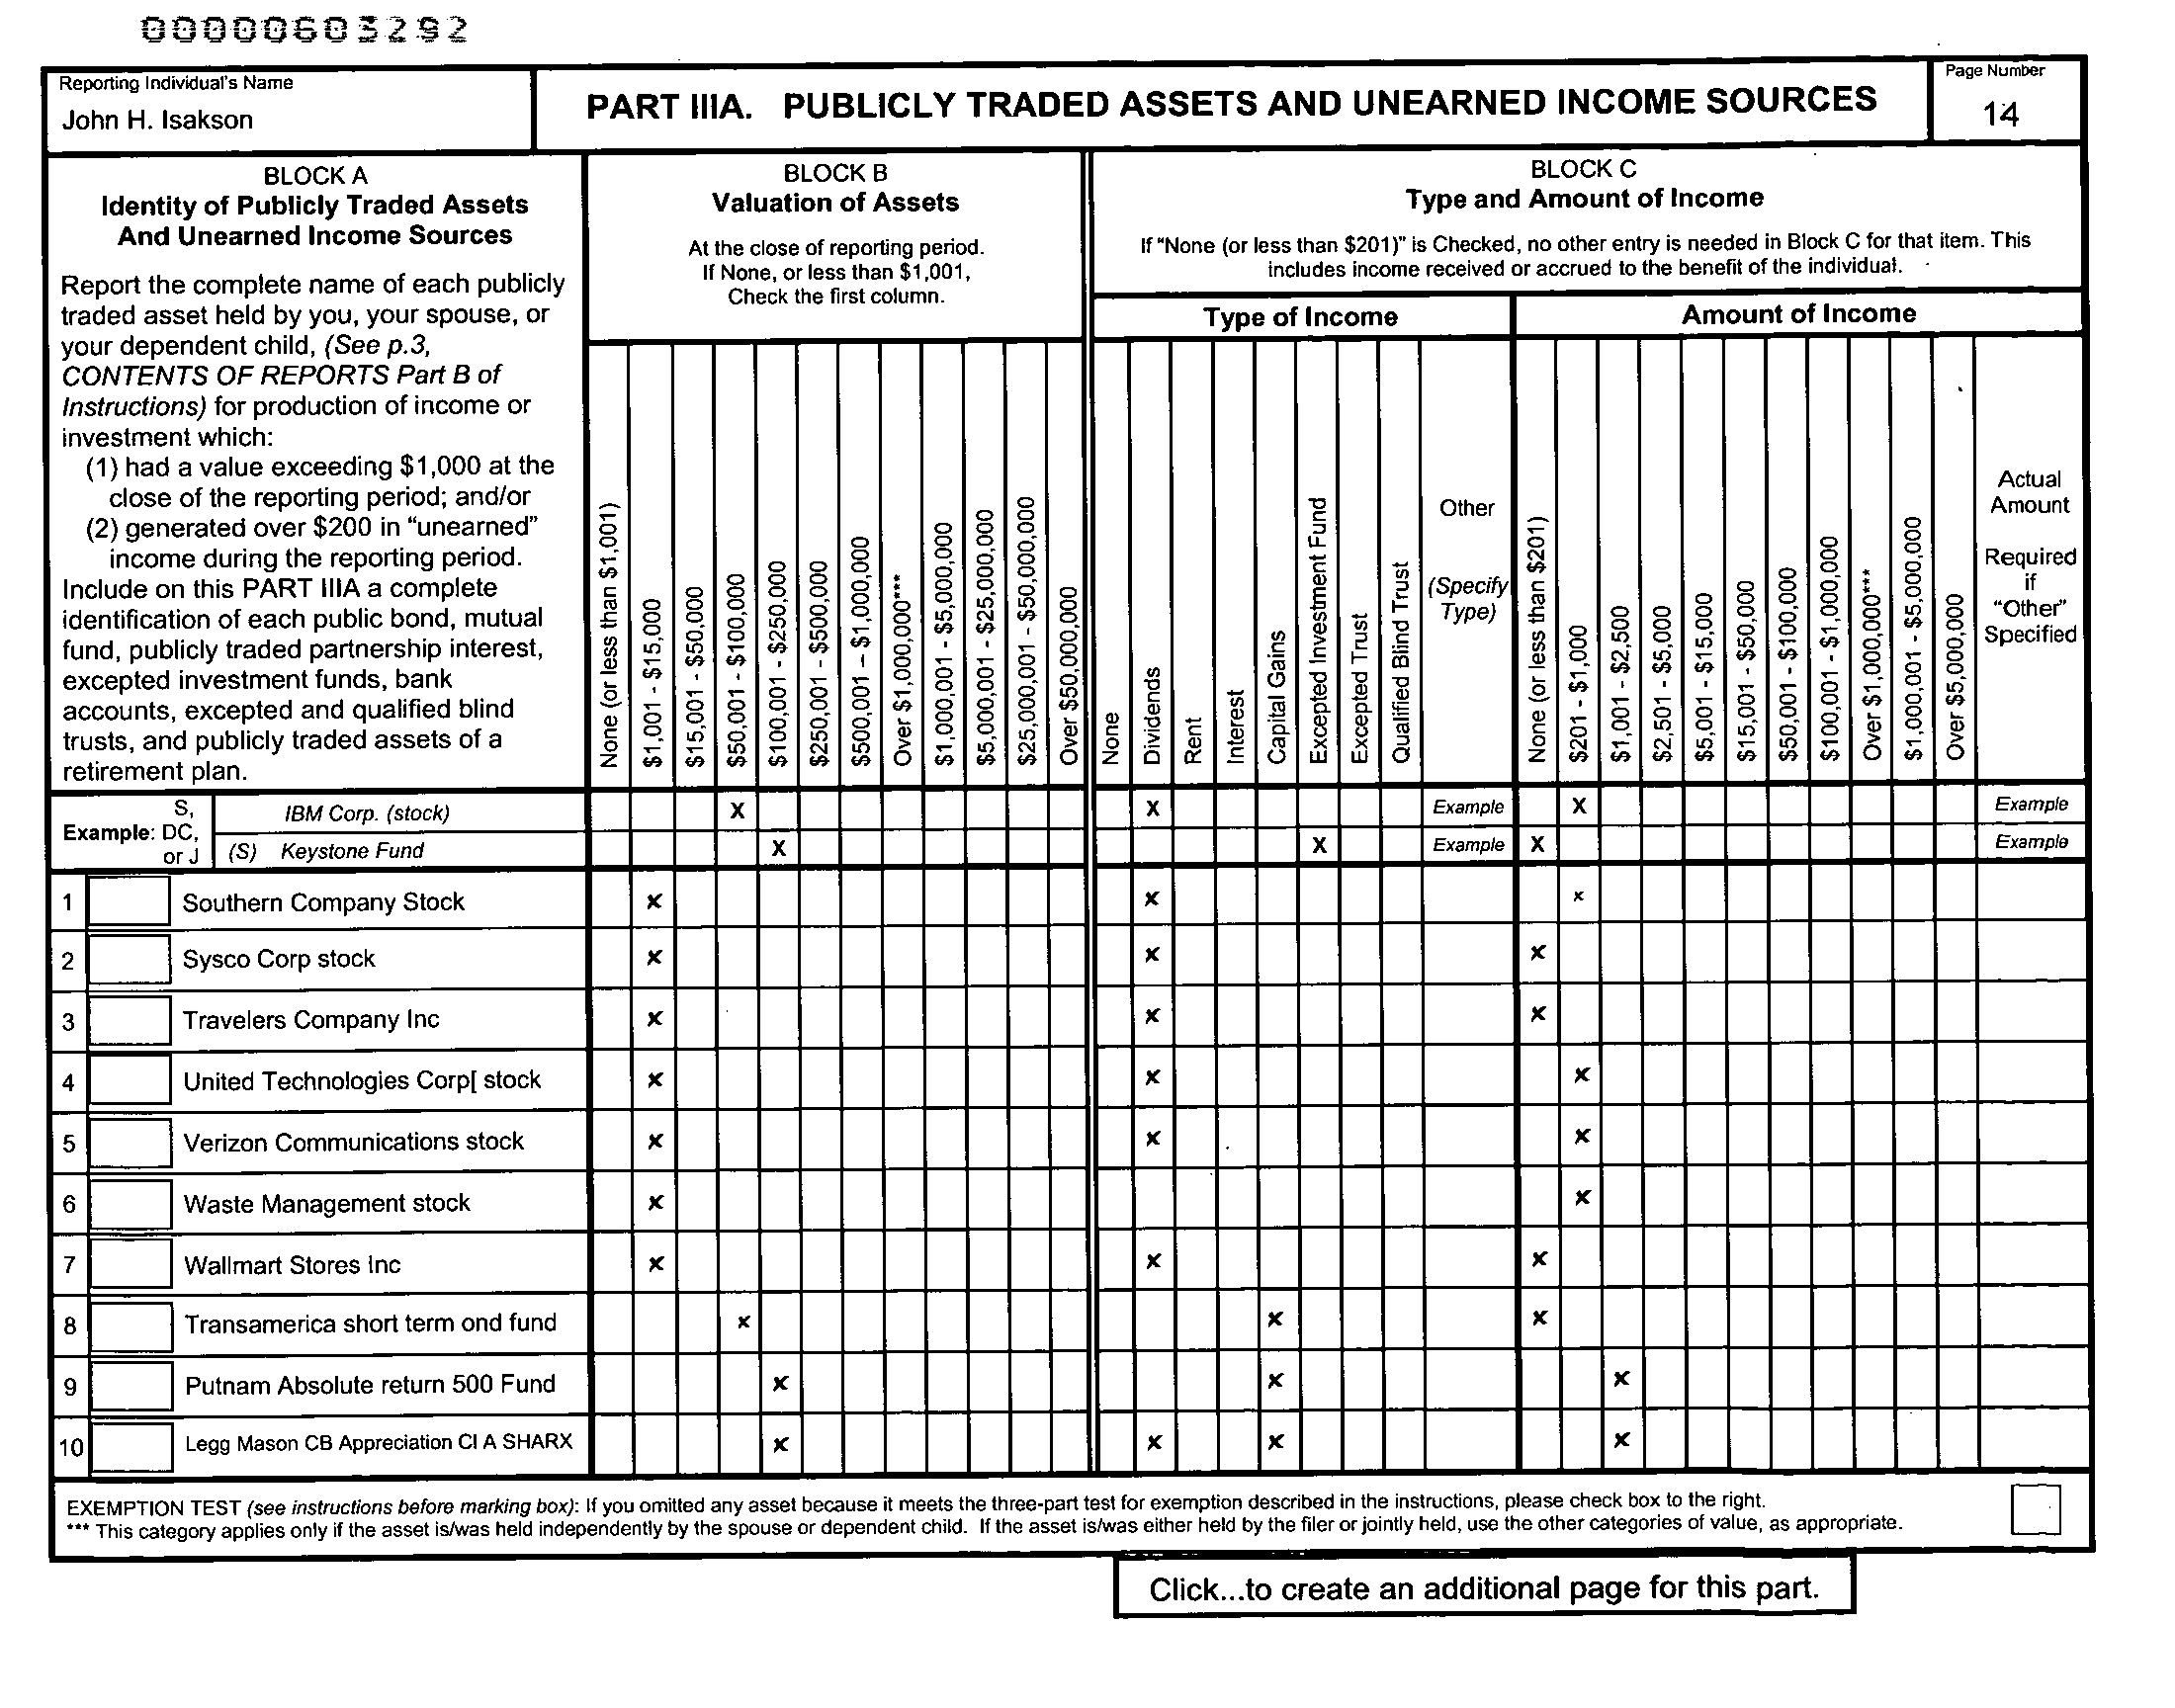 00000603292
Reporting Individual's Name
John H. Isakson
PART IIIA. PUBLICLY TRADED ASSETS AND UNEARNED INCOME SOURCES
Page Number
14
BLOCK A
Identity of Publicly Traded Assets
And Unearned Income Sources
Report the complete name of each publicly
traded asset held by you, your spouse, or
your dependent child, (See p.3,
CONTENTS OF REPORTS Part B of
Instructions) for production of income or
investment which:
(1) had a value exceeding $1,000 at the
close of the reporting period; and/or
(2) generated over $200 in "unearned"
income during the reporting period.
Include on this PART IIIA a complete
identification of each public bond, mutual
fund, publicly traded partnership interest,
excepted investment funds, bank
accounts, excepted and qualified blind
trusts, and publicly traded assets of a
retirement plan.
BLOCK B
Valuation of Assets
At the close of reporting period.
If None, or less than $1,001,
Check the first column.
BLOCK C
Type and Amount of Income
If "None (or less than $201)" is Checked, no other entry is needed in Block C for that item. This
includes income received or accrued to the benefit of the individual.
Type of Income
Amount of Income
None (or less than $1,001)
$1,001 - $15,000
$15,001 - $50,000
$50,001 - $100,000
$100,001 - $250,000
$250,001 - $500,000
$500,001 – $1,000,000
Over $1,000,000***
$1,000,001 - $5,000,000
$5,000,001 - $25,000,000
$25,000,001 - $50,000,000
Over $50,000,000
None
Dividends
Rent
Interest
Capital Gains
Excepted Investment Fund
Excepted Trust
Qualified Blind Trust
Other
(Specify
Type)
None (or less than $201)
$201 - $1,000
$1,001 - $2,500
$2,501 - $5,000
$5,001 - $15,000
$15,001 - $50,000
$50,001 - $100,000
$100,001 - $1,000,000
Over $1,000,000***
$1,000,001 - $5,000,000
Over $5,000,000
Actual
Amount
Required
if
"Other"
Specified
Example: S, DC, or J
IBM Corp. (stock) X X Example X Example
(S) Keystone Fund X X Example X Example
1 Southern Company Stock x x x
2 Sysco Corp stock x x x
3 Travelers Company Inc x x x
4 United Technologies Corp[ stock x x x
5 Verizon Communications stock x x x
6 Waste Management stock x x
7 Wallmart Stores Inc x x x
8 Transamerica short term ond fund x x x
9 Putnam Absolute return 500 Fund x x x
10 Legg Mason CB Appreciation Cl A SHARX x x x x
EXEMPTION TEST (see instructions before marking box): If you omitted any asset because it meets the three-part test for exemption described in the instructions, please check box to the right.
*** This category applies only if the asset is/was held independently by the spouse or dependent child. If the asset is/was either held by the filer or jointly held, use the other categories of value, as appropriate.
Click...to create an additional page for this part.